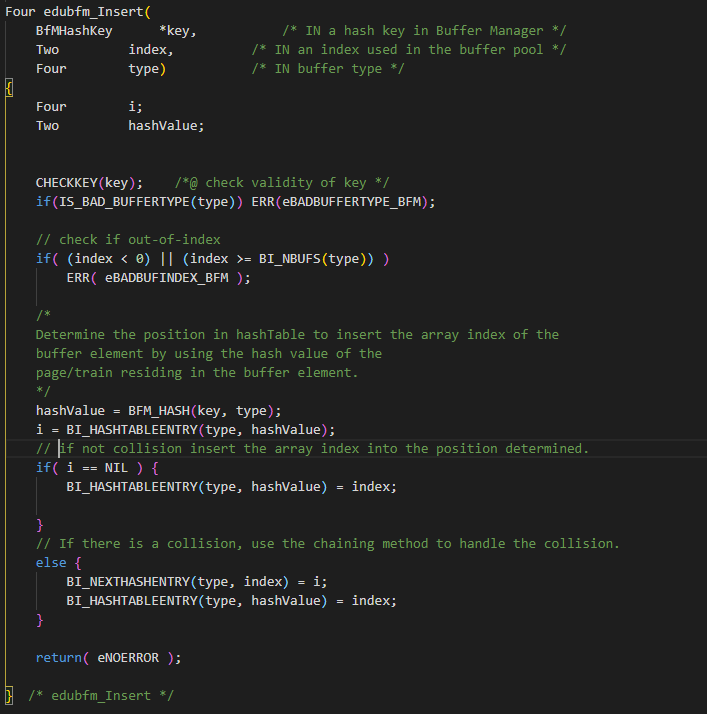 Four edubfm_Insert(
    BfMHashKey      *key,           /* IN a hash key in Buffer Manager */
    Two         index,          /* IN an index used in the buffer pool */
    Four        type)           /* IN buffer type */
{
    Four        i;
    Two         hashValue;
    CHECKKEY(key);    /*@ check validity of key */
    if(IS_BAD_BUFFERTYPE(type)) ERR(eBADBUFFERTYPE_BFM);
    // check if out-of-index
    if( (index < 0) || (index >= BI_NBUFS(type)) )
        ERR( eBADBUFINDEX_BFM );
    /*
    Determine the position in hashTable to insert the array index of the
    buffer element by using the hash value of the
    page/train residing in the buffer element.
    */
    hashValue = BFM_HASH(key, type);
    i = BI_HASHTABLEENTRY(type, hashValue);
    // if not collision insert the array index into the position determined.
    if( i == NIL ) {
        BI_HASHTABLEENTRY(type, hashValue) = index;
    }
    // If there is a collision, use the chaining method to handle the collision.
    else {
        BI_NEXTHASHENTRY(type, index) = i;
        BI_HASHTABLEENTRY(type, hashValue) = index;
    }
    return( eNOERROR );
}  /* edubfm_Insert */